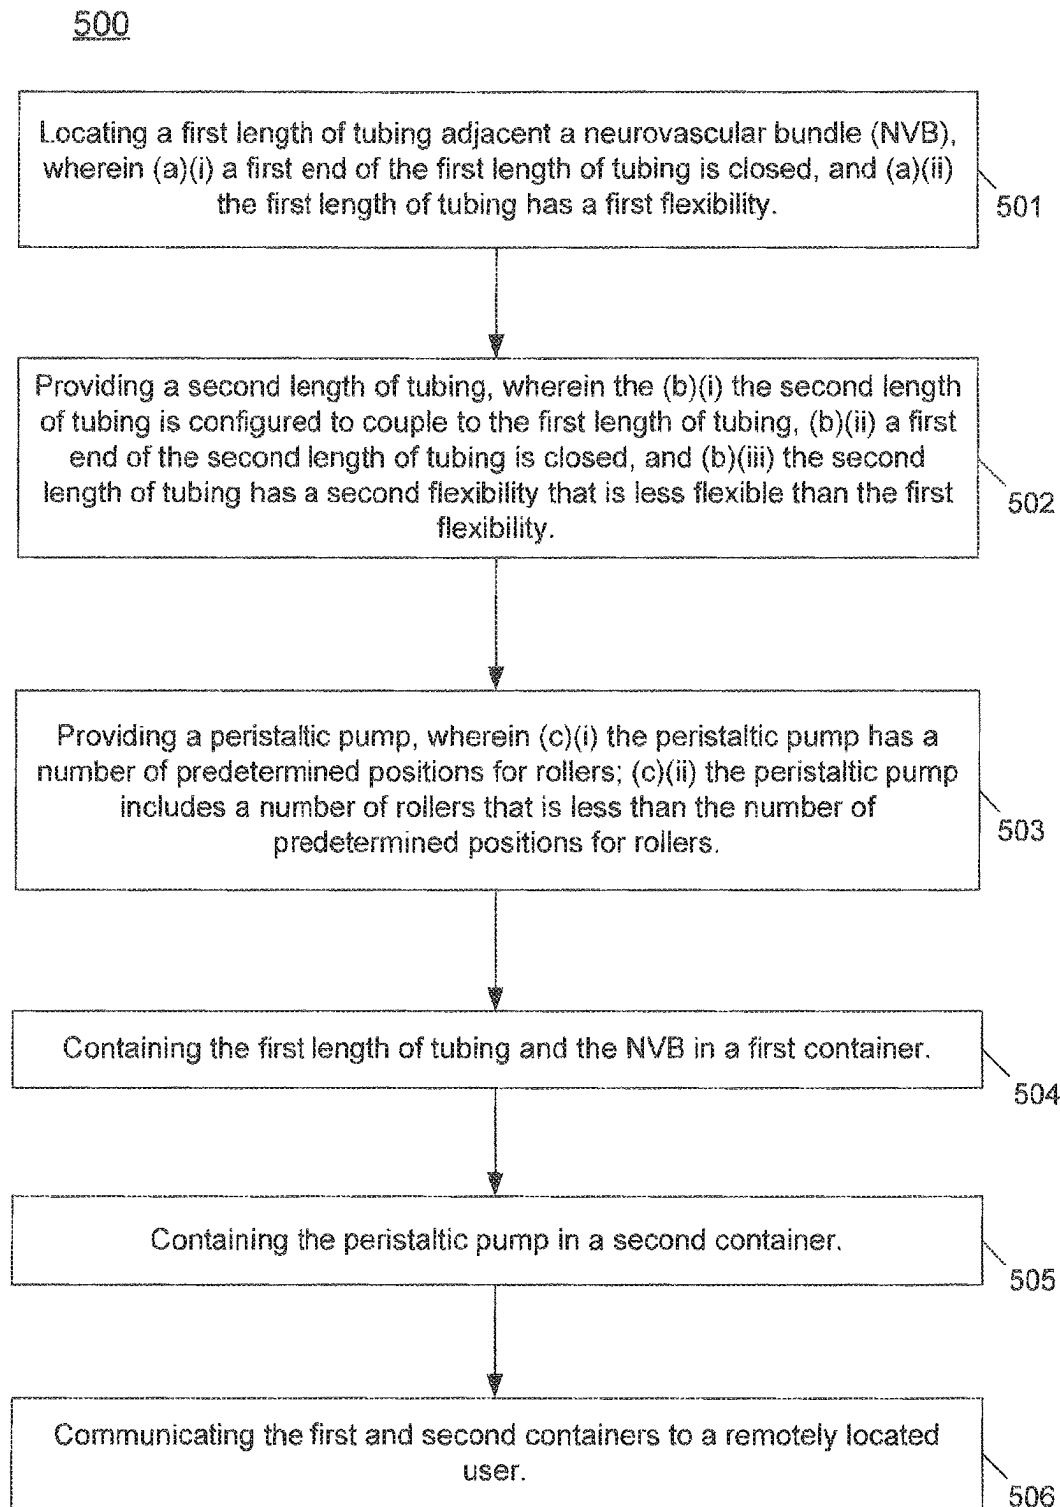 500
Locating a first length of tubing adjacent a neurovascular bundle (NVB),
wherein (a)(i) a first end of the first length of tubing is closed, and (a)(ii)
the first length of tubing has a first flexibility.
501
Providing a second length of tubing, wherein the (b)(i) the second length
of tubing is configured to couple to the first length of tubing, (b)(ii) a first
end of the second length of tubing is closed, and (b)(iii) the second
length of tubing has a second flexibility that is less flexible than the first
flexibility.
502
Providing a peristaltic pump, wherein (c)(i) the peristaltic pump has a
number of predetermined positions for rollers; (c)(ii) the peristaltic pump
includes a number of rollers that is less than the number of
predetermined positions for rollers.
503
Containing the first length of tubing and the NVB in a first container.
504
Containing the peristaltic pump in a second container.
505
Communicating the first and second containers to a remotely located
user.
506